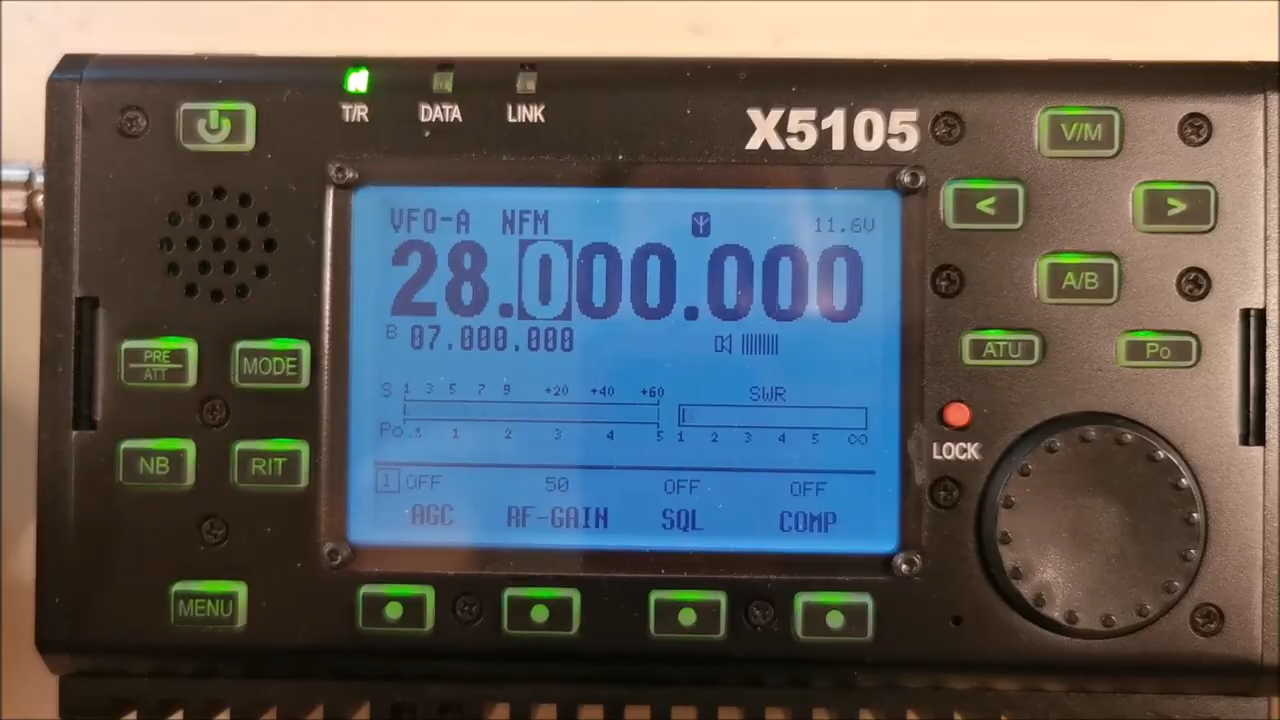 T/R DATA LINK
X5105
V/M
VFO-A NFM 11.6V
< >
28.000.000
A/B
B 07.000.000
PRE
ATT
MODE
ATU Po
S 1 3 5 7 9 +20 +40 +60 SWR
Po.1 1 2 3 4 5 1 2 3 4 5 ∞
LOCK
NB RIT
1 OFF 50 OFF OFF
AGC RF-GAIN SQL COMP
MENU